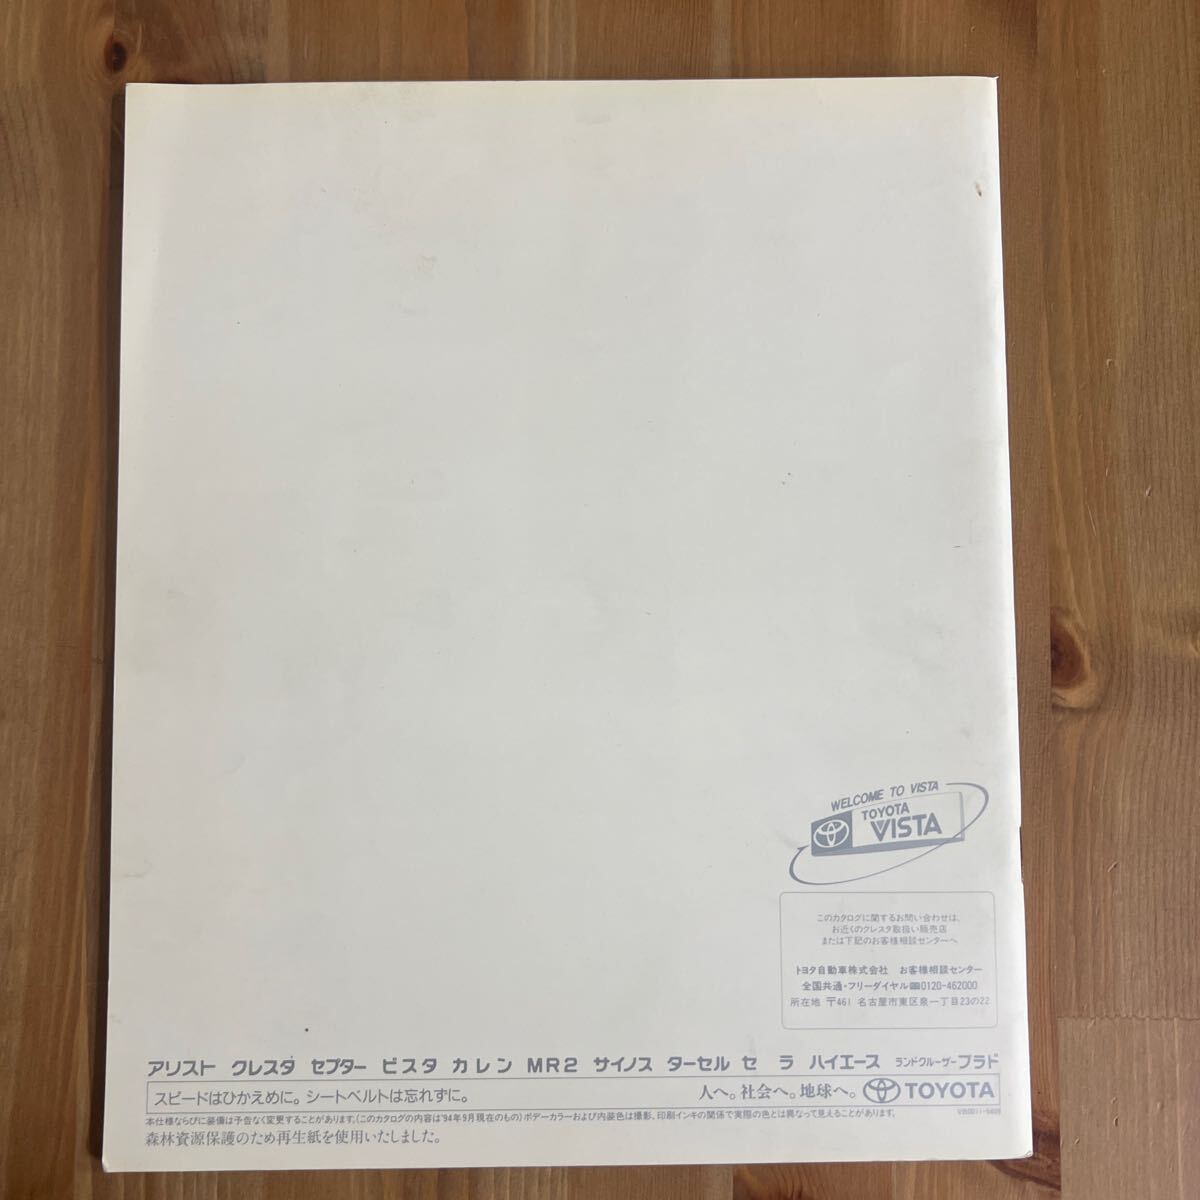 WELCOME TO VISTA
TOYOTA
VISTA
このカタログに関するお問い合わせは、
お近くのクレスタ取扱い販売店
または下記のお客様相談センターへ
トヨタ自動車株式会社 お客様相談センター
全国共通・フリーダイヤル 0120-462000
所在地 〒461 名古屋市東区泉一丁目23の22
アリスト クレスタ セプター ビスタ カレン MR2 サイノス ターセル セラ ハイエース ランドクルーザープラド
スピードはひかえめに。シートベルトは忘れずに。 人へ。社会へ。地球へ。 TOYOTA
本仕様ならびに装備は予告なく変更することがあります。(このカタログの内容は'94年9月現在のもの)ボデーカラーおよび内装色は撮影、印刷インキの関係で実際の色とは異なって見えることがあります。
森林資源保護のため再生紙を使用いたしました。